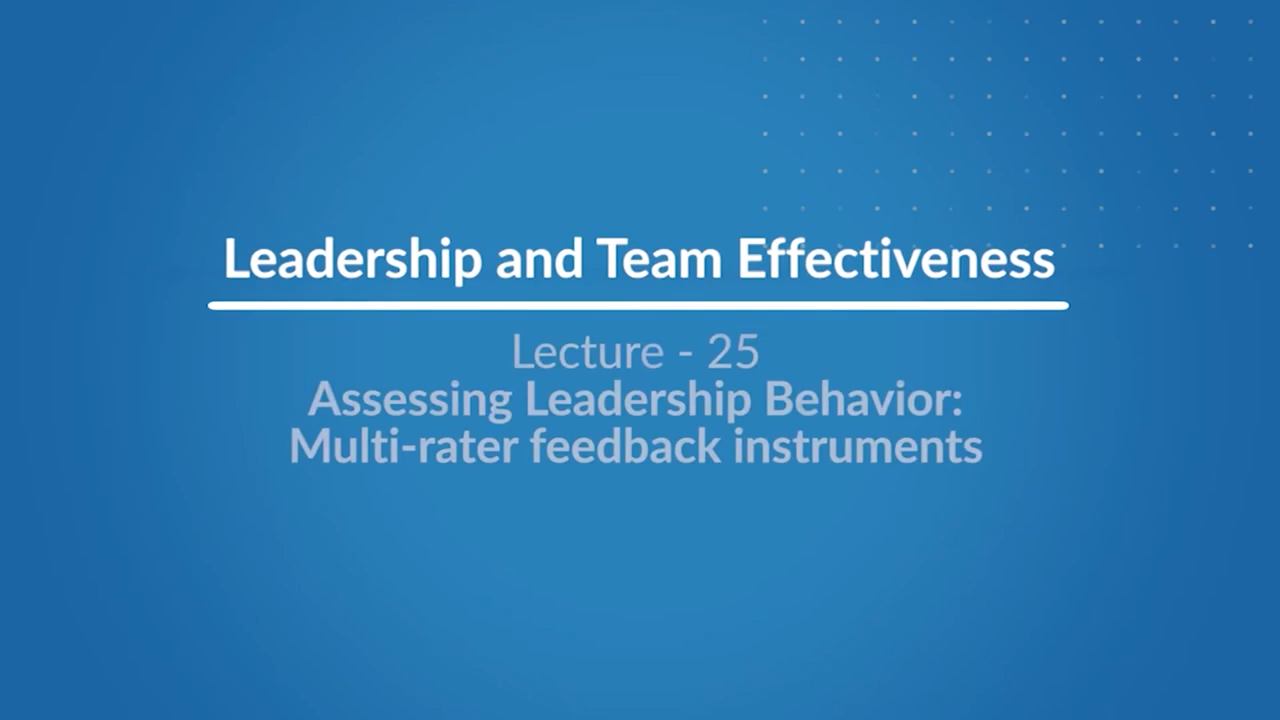 Leadership and Team Effectiveness
Lecture - 25
Assessing Leadership Behavior:
Multi-rater feedback instruments